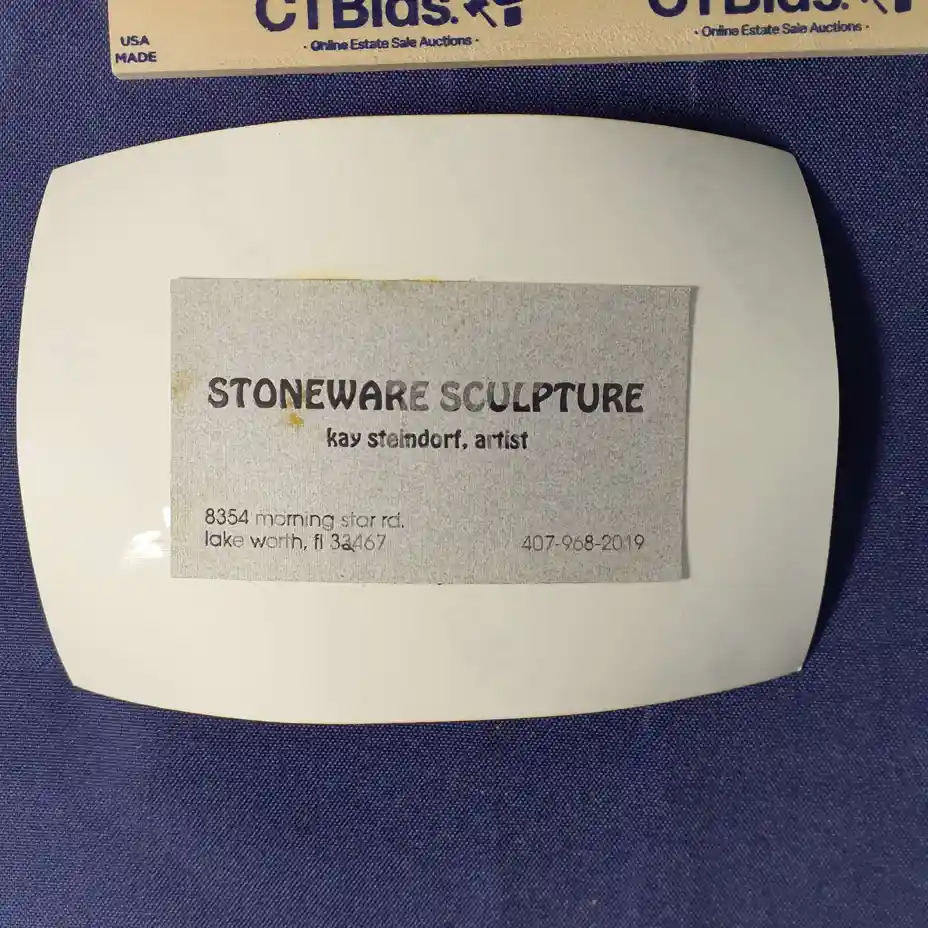 CTBids. CTBids.
USA
MADE
· Online Estate Sale Auctions · · Online Estate Sale Auctions ·
STONEWARE SCULPTURE
kay steindorf, artist
8354 morning star rd.
lake worth, fl 33467 407-968-2019